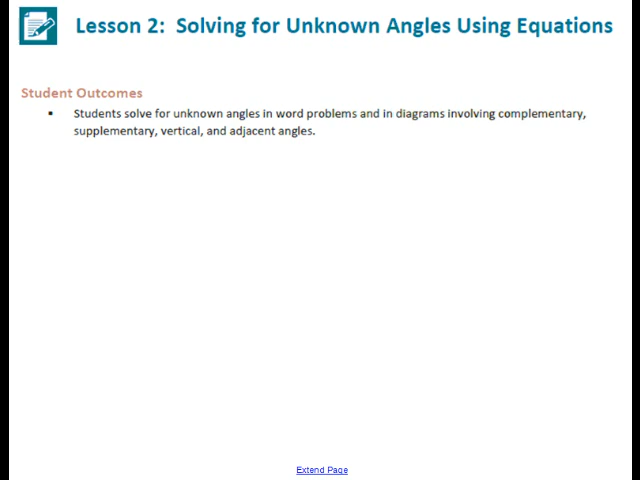 Lesson 2: Solving for Unknown Angles Using Equations
Student Outcomes
▪ Students solve for unknown angles in word problems and in diagrams involving complementary,
supplementary, vertical, and adjacent angles.
Extend Page